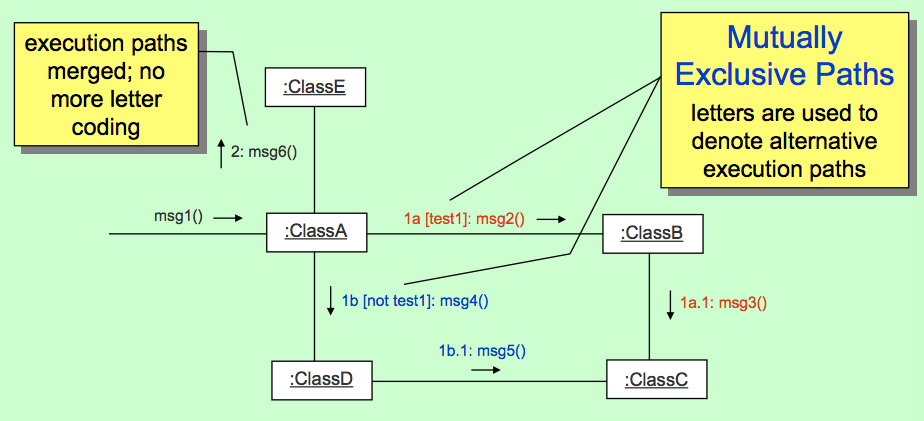 execution paths
merged; no
more letter
coding
Mutually
Exclusive Paths
letters are used to
denote alternative
execution paths
:ClassE
2: msg6()
msg1()
:ClassA
1a [test1]: msg2()
:ClassB
1b [not test1]: msg4()
1a.1: msg3()
1b.1: msg5()
:ClassD
:ClassC